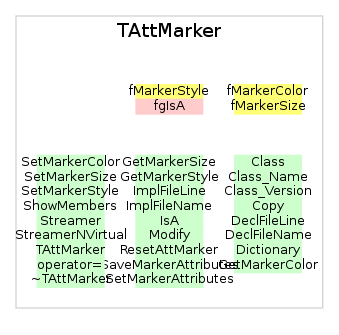 TAttMarker
fMarkerStyle
fgIsA
fMarkerColor
fMarkerSize
SetMarkerColor
SetMarkerSize
SetMarkerStyle
ShowMembers
Streamer
StreamerNVirtual
TAttMarker
operator=
~TAttMarker
GetMarkerSize
GetMarkerStyle
ImplFileLine
ImplFileName
IsA
Modify
ResetAttMarker
SaveMarkerAttributes
SetMarkerAttributes
Class
Class_Name
Class_Version
Copy
DeclFileLine
DeclFileName
Dictionary
GetMarkerColor